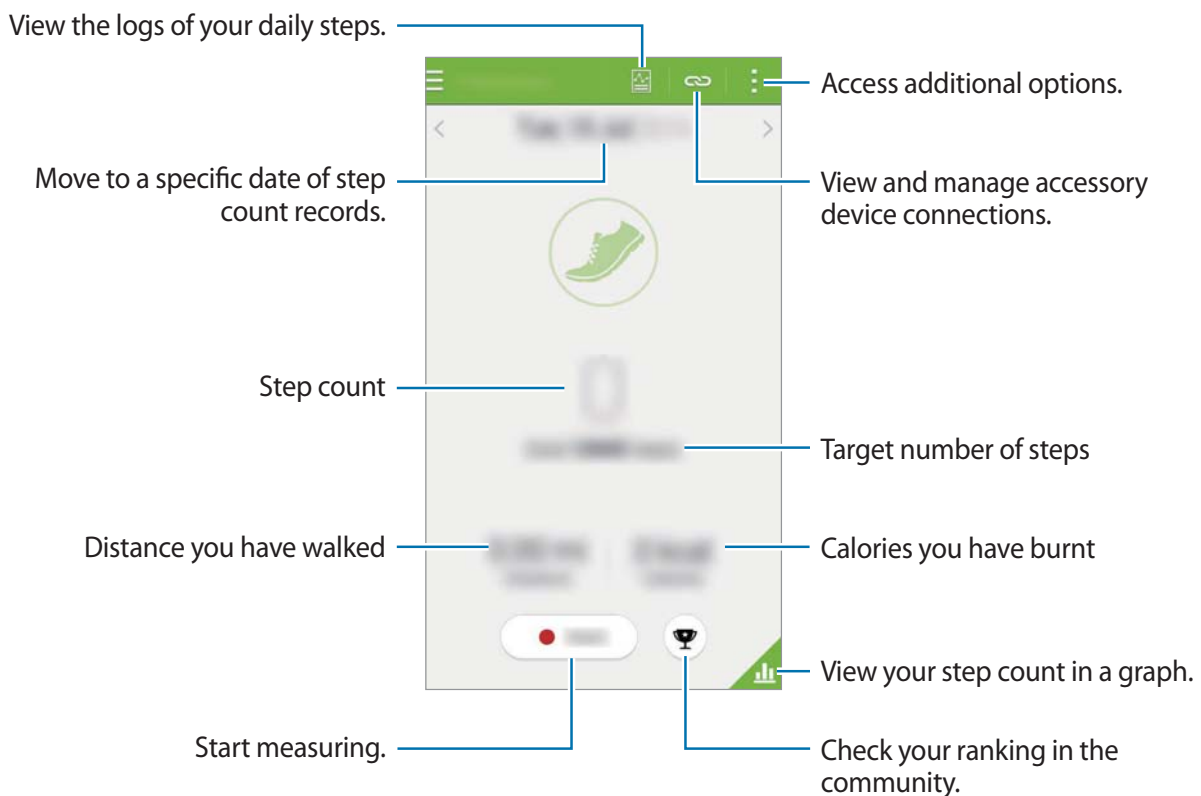 View the logs of your daily steps.
Access additional options.
Move to a specific date of step
count records.
View and manage accessory
device connections.
Step count
Target number of steps
Distance you have walked
Calories you have burnt
View your step count in a graph.
Start measuring.
Check your ranking in the
community.